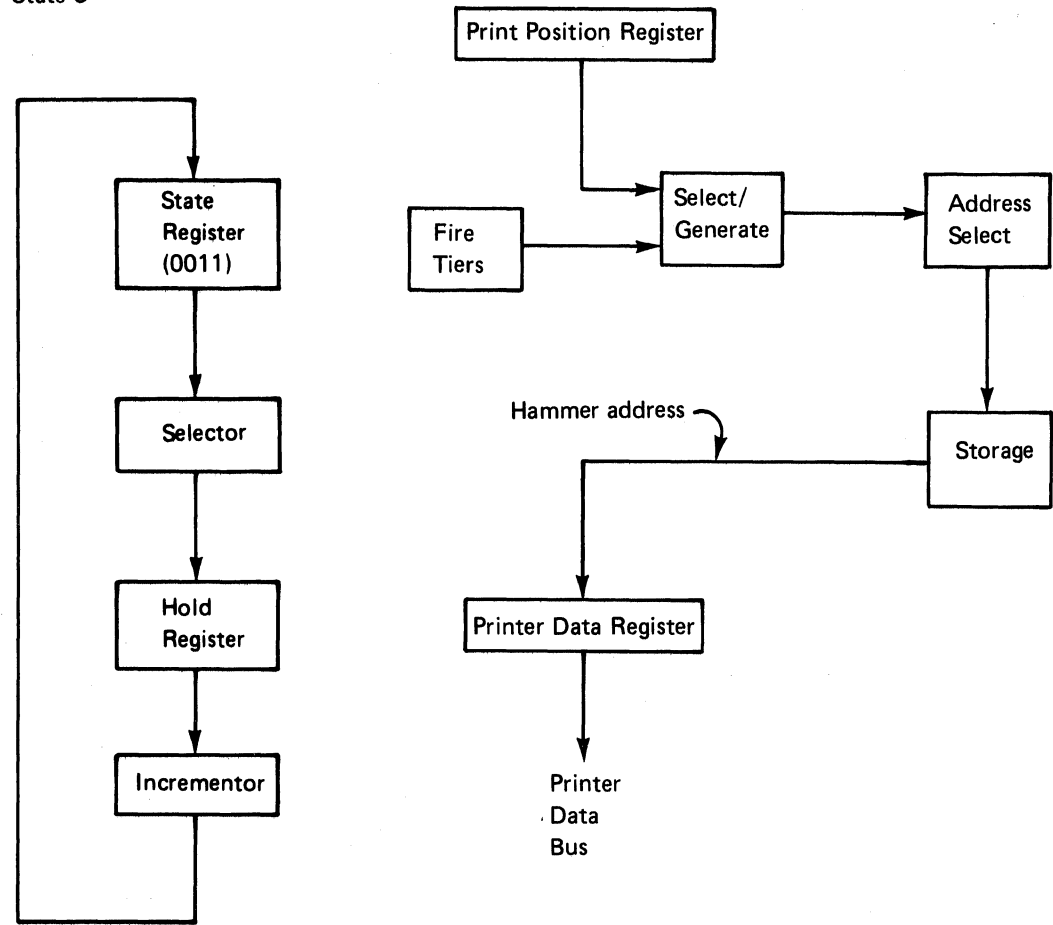 Print Position Register
State
Register
(0011)
Select/
Generate
Address
Select
Fire
Tiers
Hammer address
Selector
Storage
Hold
Register
Printer Data Register
Incrementor
Printer
Data
Bus